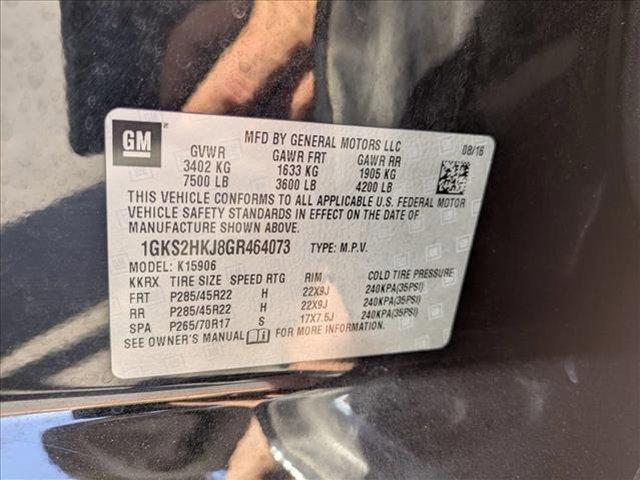 GM
MFD BY GENERAL MOTORS LLC 08/16
GVWR GAWR FRT GAWR RR
3402 KG 1633 KG 1905 KG
7500 LB 3600 LB 4200 LB
THIS VEHICLE CONFORMS TO ALL APPLICABLE U.S. FEDERAL MOTOR
VEHICLE SAFETY STANDARDS IN EFFECT ON THE DATE OF
MANUFACTURE SHOWN ABOVE.
1GKS2HKJ8GR464073 TYPE: M.P.V.
MODEL: K15906
KKRX TIRE SIZE SPEED RTG RIM COLD TIRE PRESSURE
FRT P285/45R22 H 22X9J 240KPA(35PSI)
RR P285/45R22 H 22X9J 240KPA(35PSI)
SPA P265/70R17 S 17X7.5J 240KPA(35PSI)
SEE OWNER'S MANUAL FOR MORE INFORMATION.